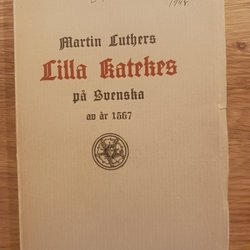 1948
Martin Luthers
Lilla Katekes
på Svenska
av år 1567